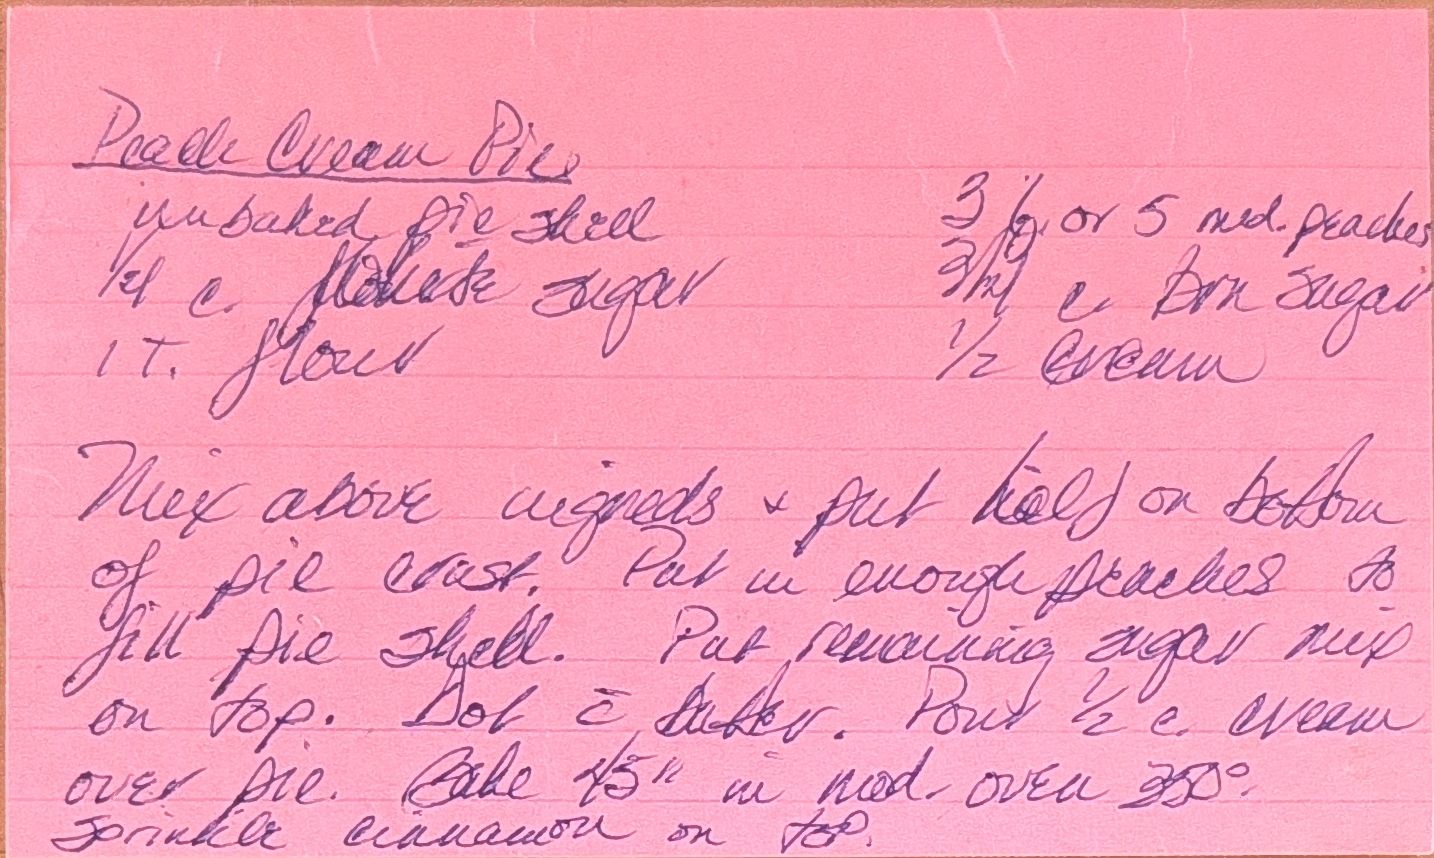 Peach Cream Pie
unbaked pie shell 3 or 5 med. peaches
1/4 c. white sugar 3/4 c. brn sugar
1 T. flour 1/2 cream
Mix above ingreds & put half on bottom
of pie crust. Put in enough peaches to
fill pie shell. Put remaining sugar mix
on top. Dot c̄ butter. Pour 1/2 c. cream
over pie. Bake 45" in med. oven 350°.
Sprinkle cinnamon on top.